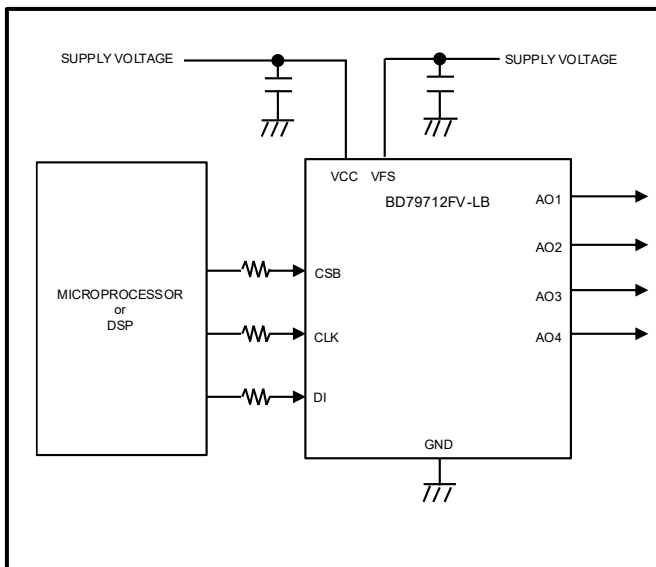 SUPPLY VOLTAGE
SUPPLY VOLTAGE
VCC
VFS
BD79712FV-LB
AO1
AO2
AO3
AO4
MICROPROCESSOR
or
DSP
CSB
CLK
DI
GND